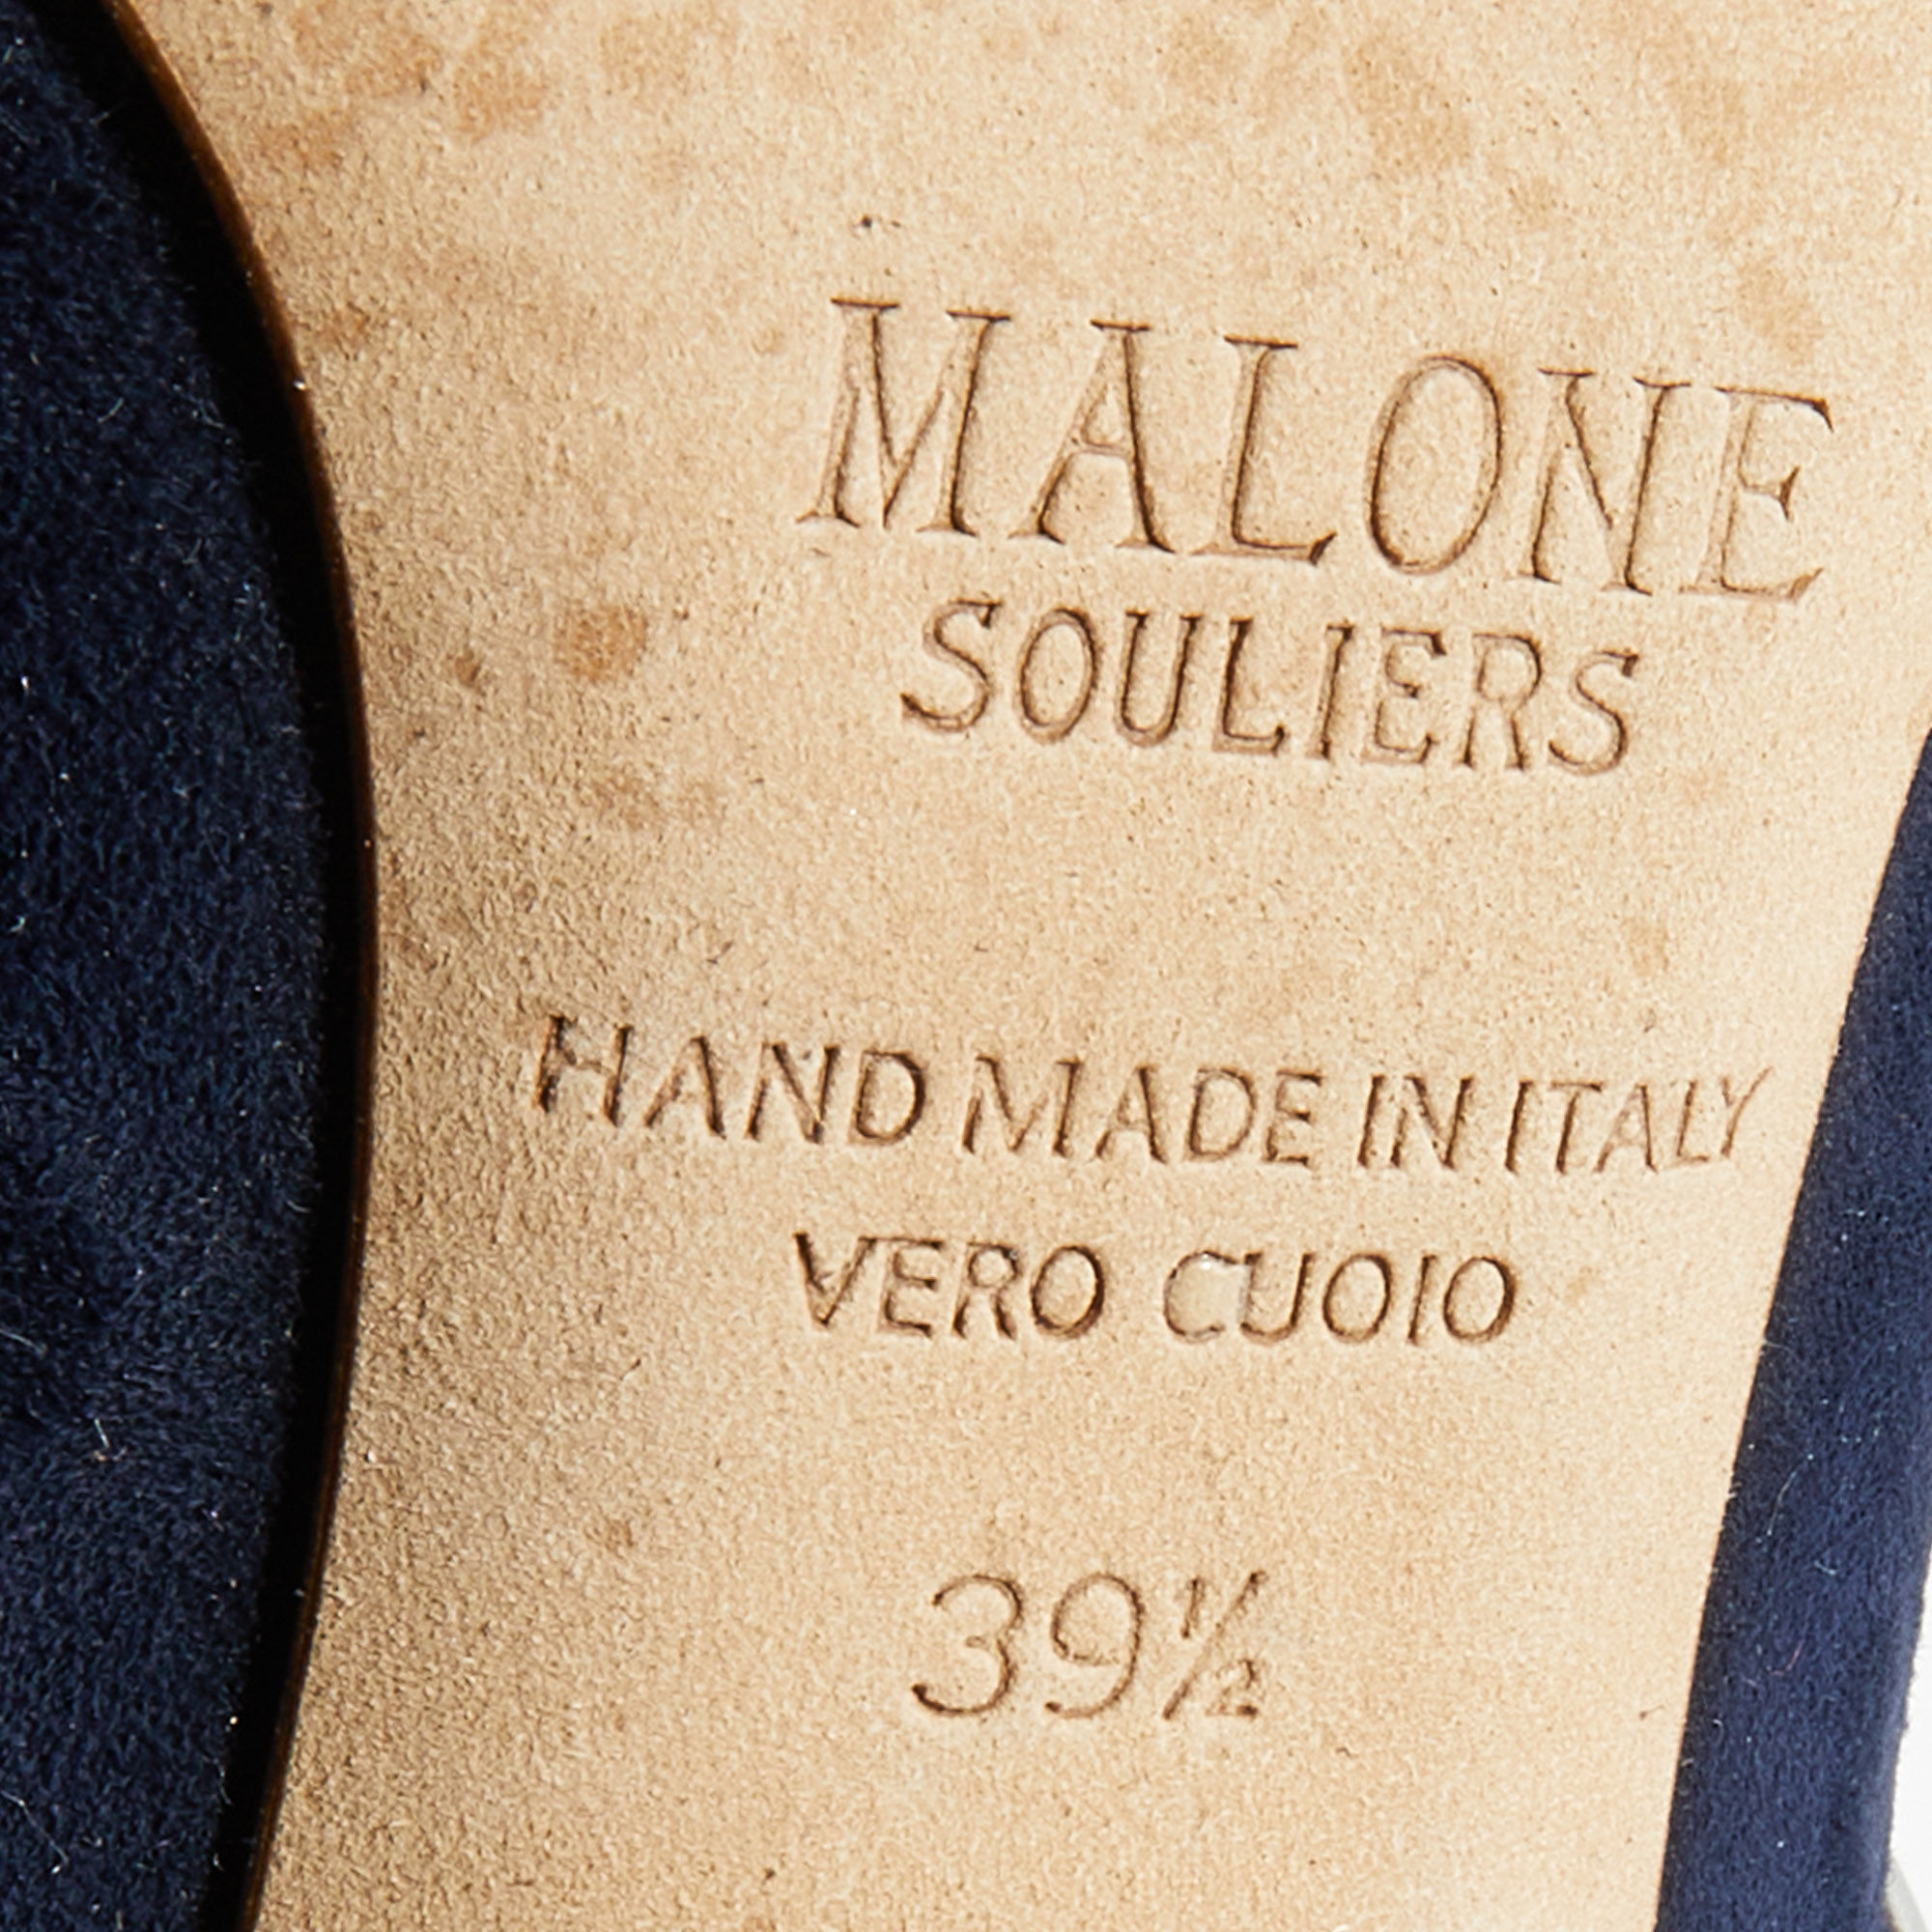 MALONE
SOULIERS
HAND MADE IN ITALY
VERO CUOIO
39½